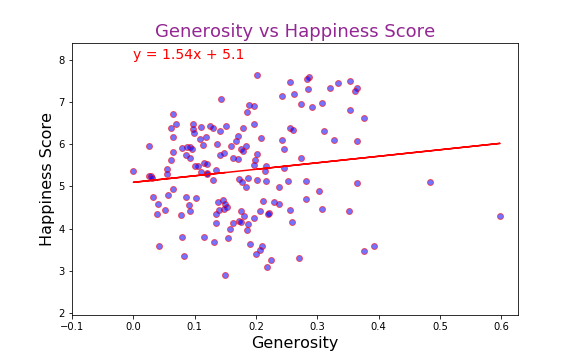 Generosity vs Happiness Score
y = 1.54x + 5.1
8
7
6
5
4
3
2
Happiness Score
-0.1 0.0 0.1 0.2 0.3 0.4 0.5 0.6
Generosity